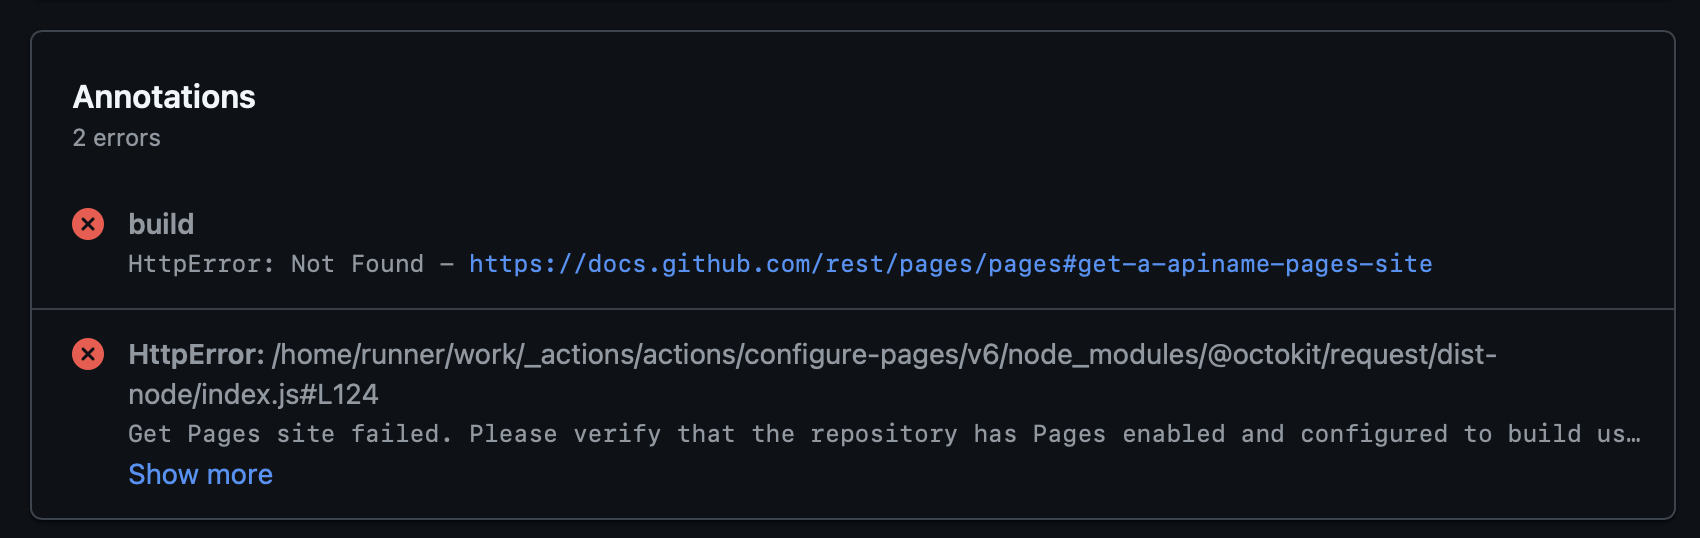 Annotations
2 errors
build
HttpError: Not Found – https://docs.github.com/rest/pages/pages#get-a-apiname-pages-site
HttpError: /home/runner/work/_actions/actions/configure-pages/v6/node_modules/@octokit/request/dist-
node/index.js#L124
Get Pages site failed. Please verify that the repository has Pages enabled and configured to build us…
Show more